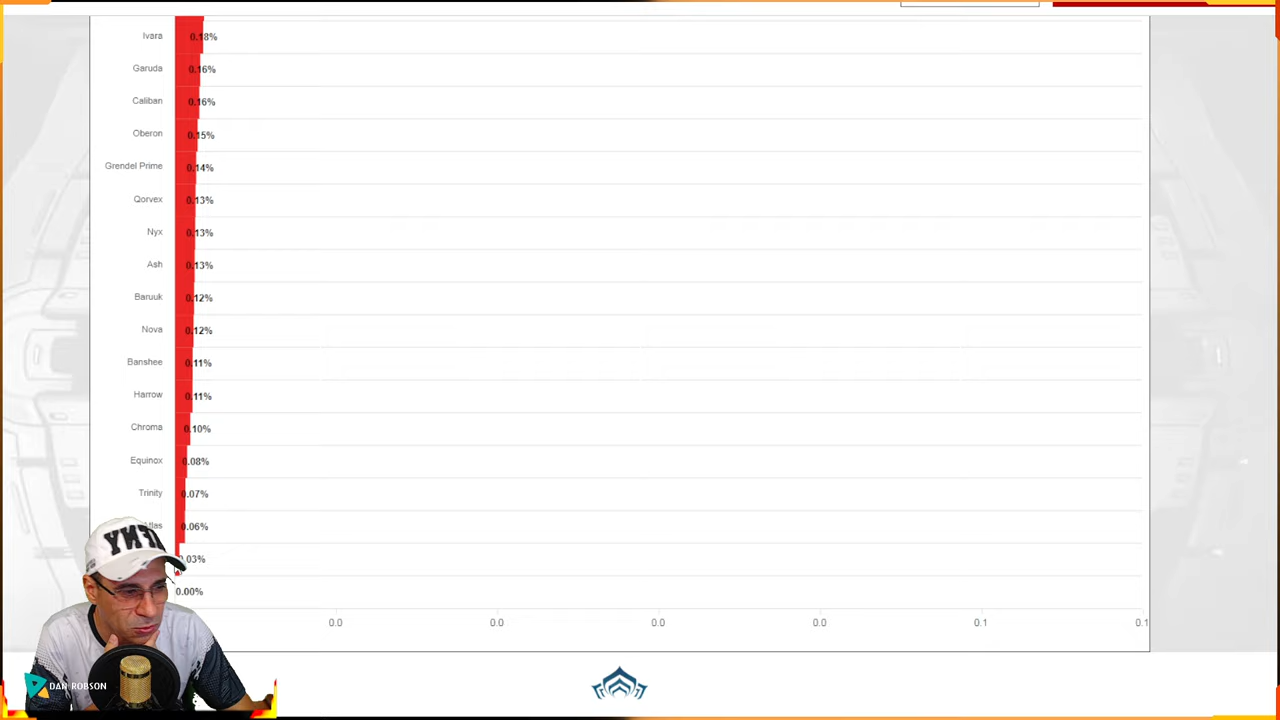 Ivara 0.18%
Garuda 0.16%
Caliban 0.16%
Oberon 0.15%
Grendel Prime 0.14%
Qorvex 0.13%
Nyx 0.13%
Ash 0.13%
Baruuk 0.12%
Nova 0.12%
Banshee 0.11%
Harrow 0.11%
Chroma 0.10%
Equinox 0.08%
Trinity 0.07%
Atlas 0.06%
0.03%
0.00%
0.0 0.0 0.0 0.0 0.1 0.1
DAN ROBSON